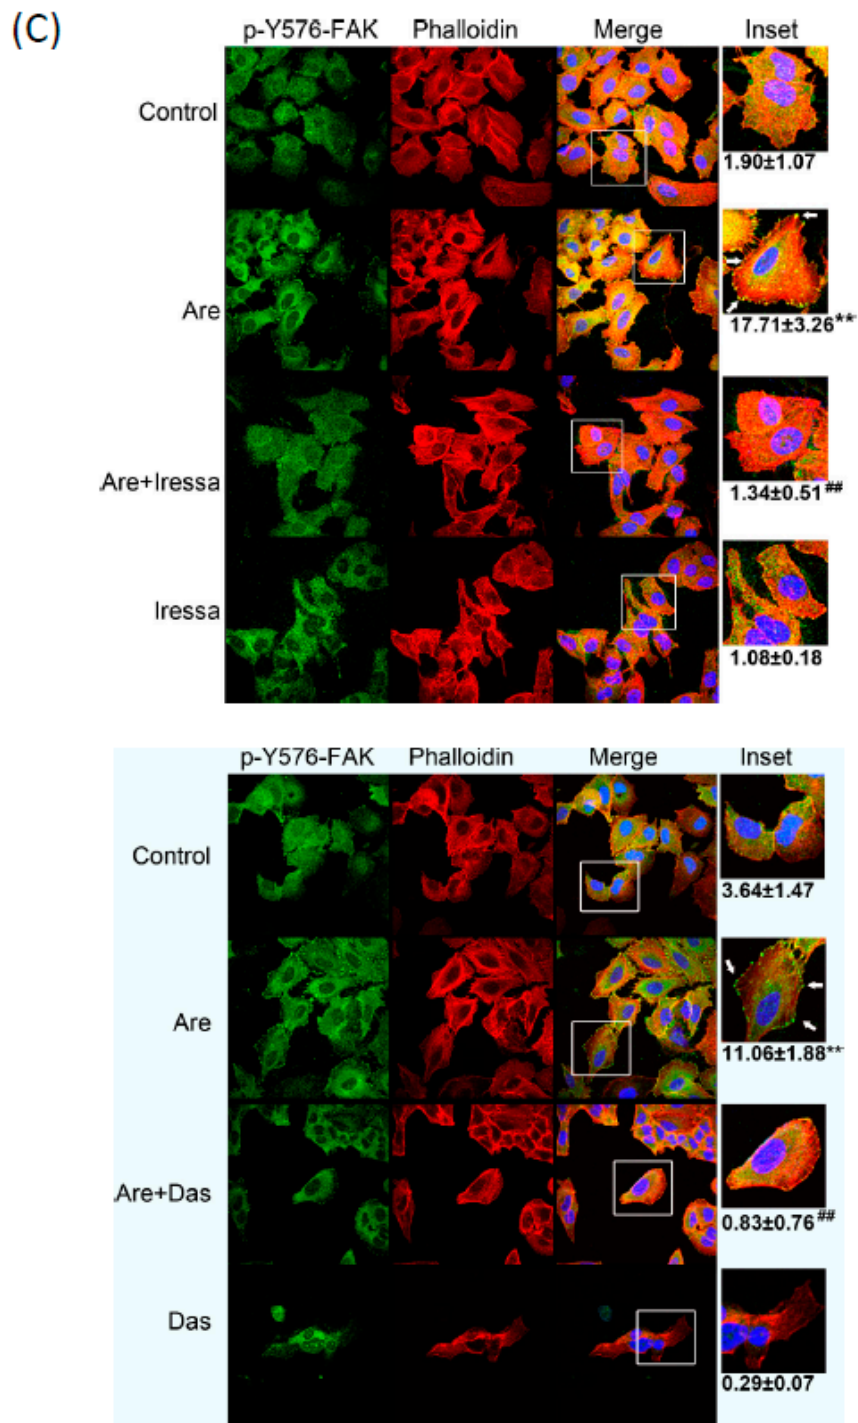 (C)
p-Y576-FAK Phalloidin Merge Inset
Control
1.90±1.07
Are
17.71±3.26**
Are+Iressa
1.34±0.51##
Iressa
1.08±0.18
p-Y576-FAK Phalloidin Merge Inset
Control
3.64±1.47
Are
11.06±1.88**
Are+Das
0.83±0.76##
Das
0.29±0.07